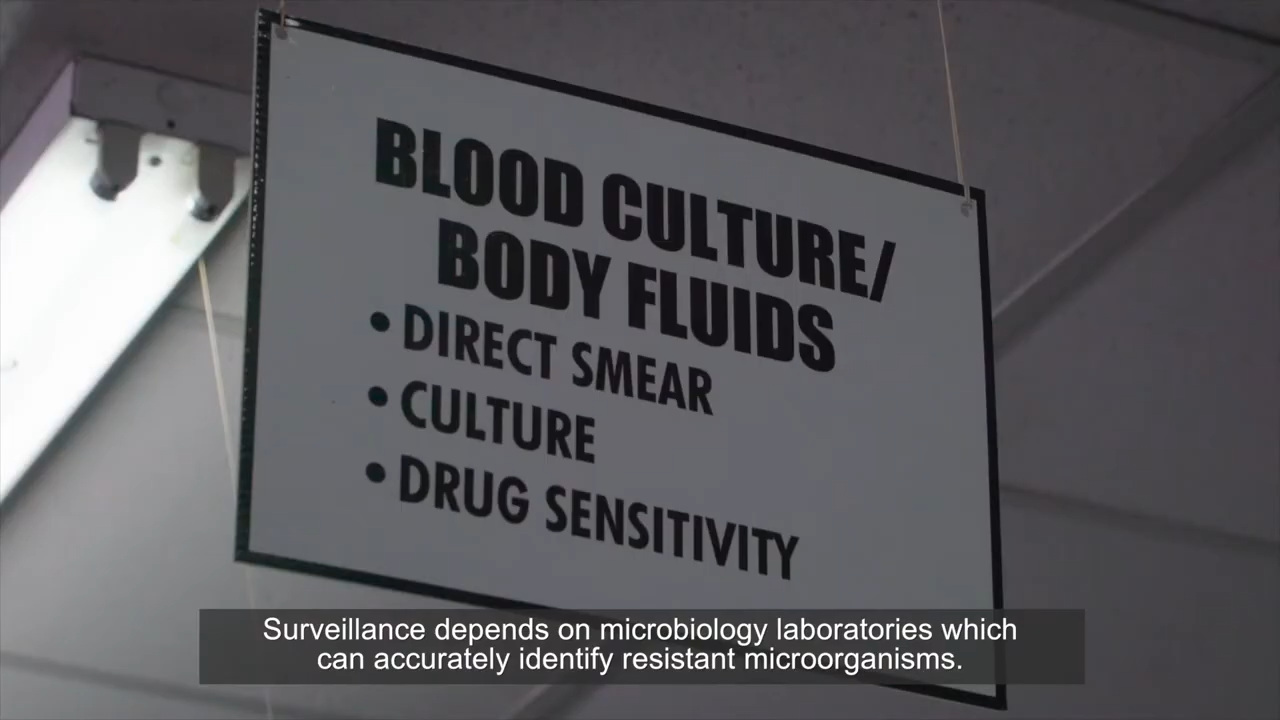 BLOOD CULTURE/
BODY FLUIDS
• DIRECT SMEAR
• CULTURE
• DRUG SENSITIVITY
Surveillance depends on microbiology laboratories which
can accurately identify resistant microorganisms.